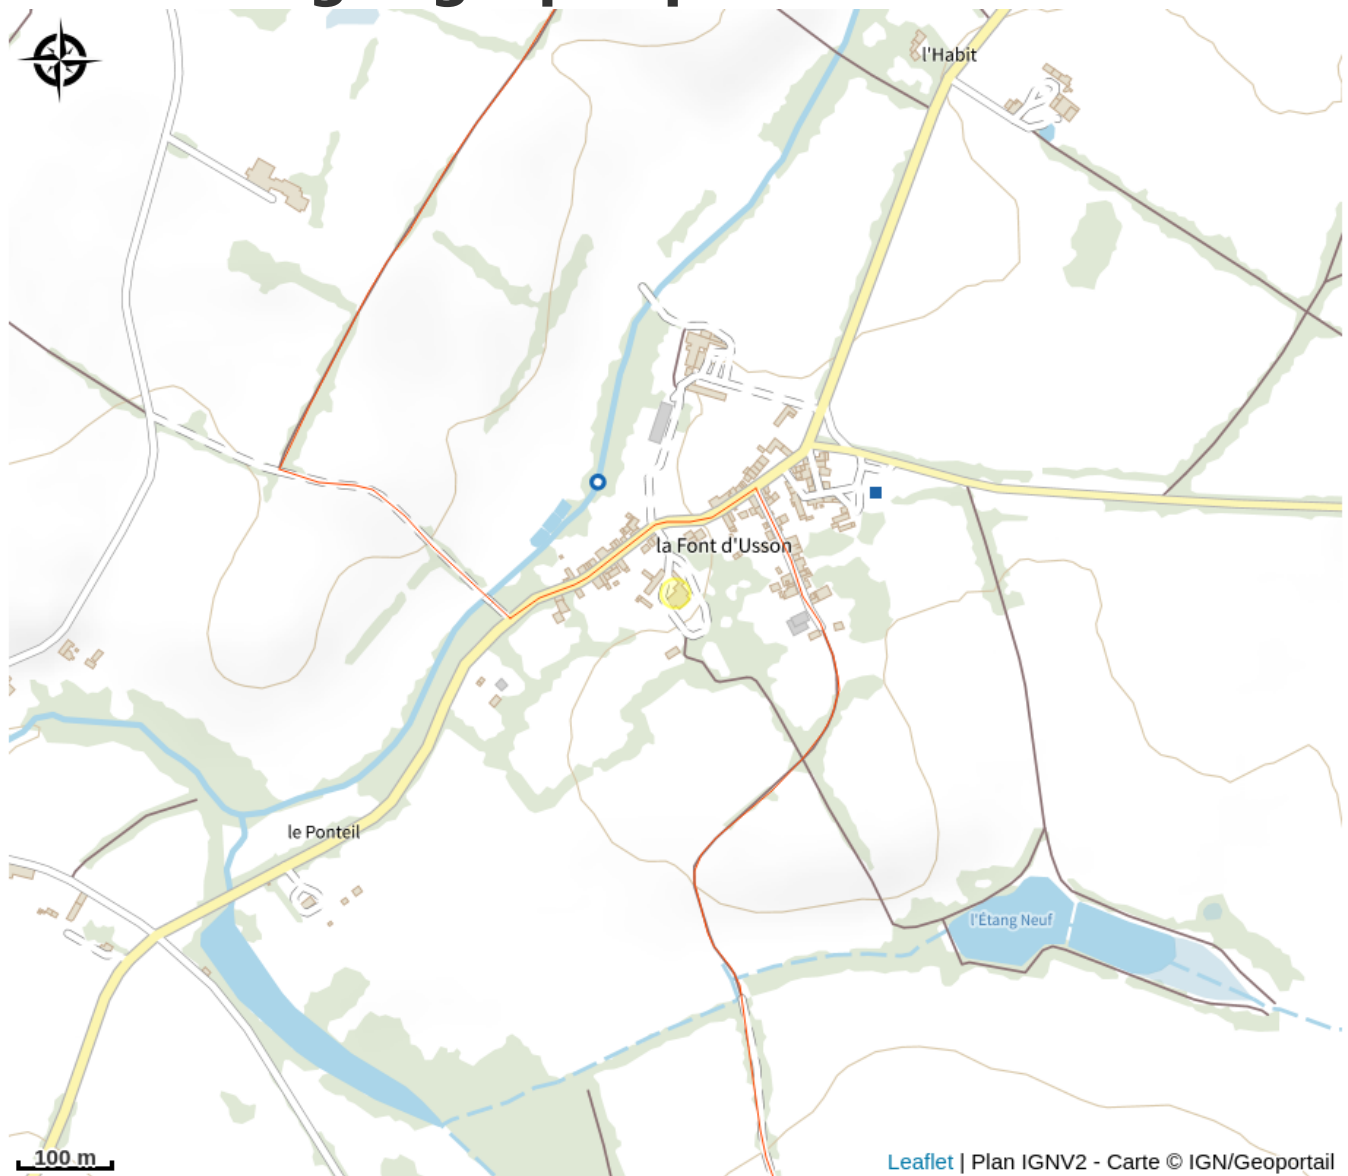 l'Habit
la Font d'Usson
le Ponteil
l'Étang Neuf
100 m
Leaflet | Plan IGNV2 - Carte © IGN/Geoportail